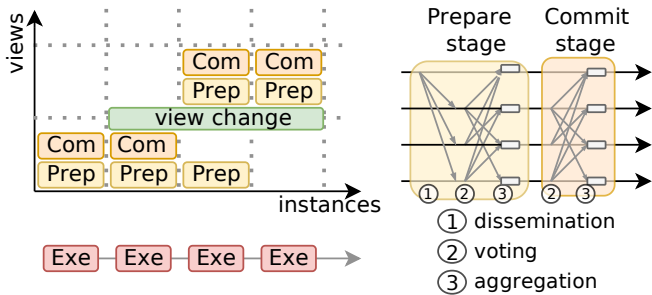 views
Com Com
Prep Prep
view change
Com Com
Prep Prep Prep
instances
Exe Exe Exe Exe
Prepare stage
Commit stage
1 2 3 2 3
1 dissemination
2 voting
3 aggregation